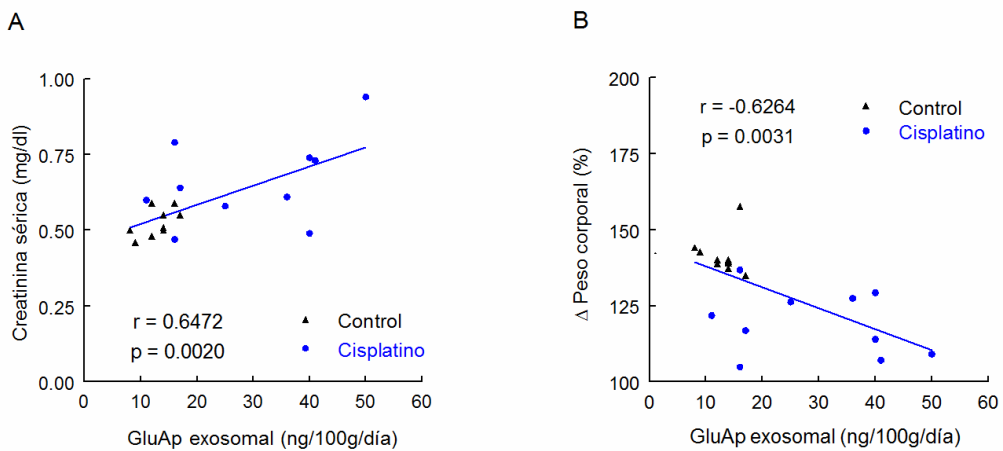 A
1.00
0.75
0.50
0.25
0.00
Creatinina sérica (mg/dl)
r = 0.6472
p = 0.0020
Control
Cisplatino
0 10 20 30 40 50 60
GluAp exosomal (ng/100g/día)
B
200
175
150
125
100
Δ Peso corporal (%)
r = -0.6264
p = 0.0031
Control
Cisplatino
0 10 20 30 40 50 60
GluAp exosomal (ng/100g/día)